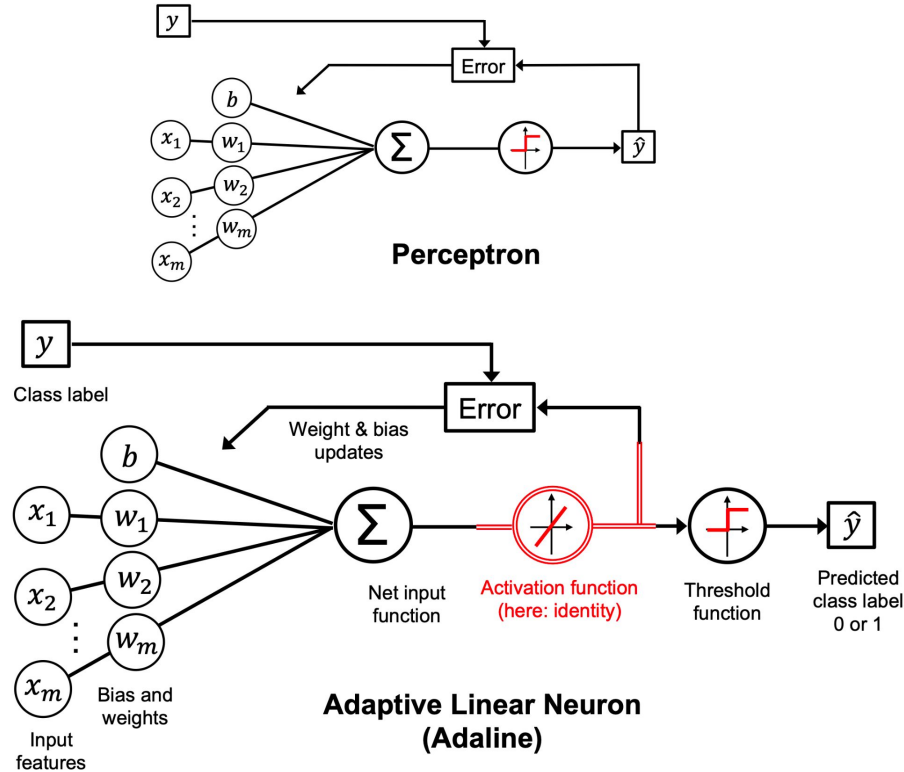 y
Error
b
x₁
w₁
Σ
ŷ
x₂
w₂
⋮
wₘ
xₘ
Perceptron
y
Class label
Error
Weight & bias
updates
b
x₁
w₁
Σ
ŷ
x₂
w₂
Net input
function
Activation function
(here: identity)
Threshold
function
Predicted
class label
0 or 1
⋮
wₘ
xₘ
Bias and
weights
Input
features
Adaptive Linear Neuron
(Adaline)